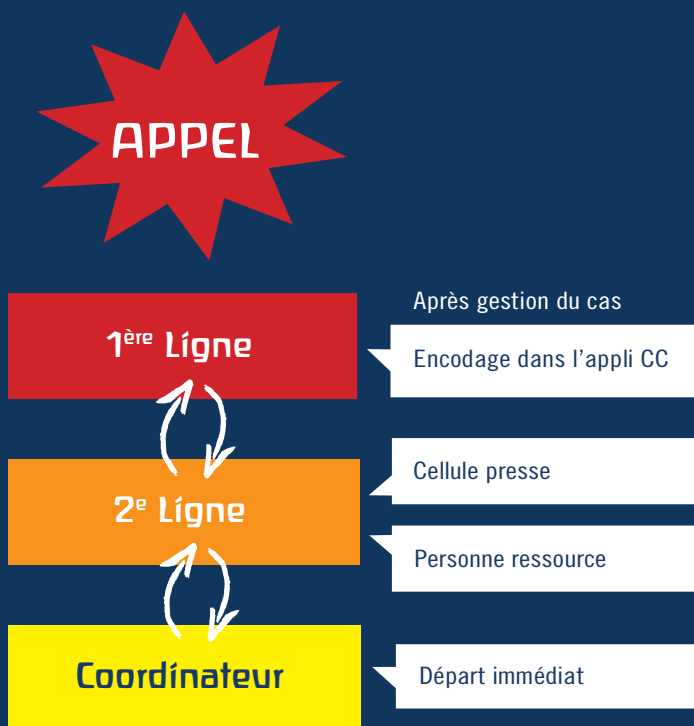 APPEL
1ère Ligne
Après gestion du cas
Encodage dans l'appli CC
2e Ligne
Cellule presse
Personne ressource
Coordinateur
Départ immédiat